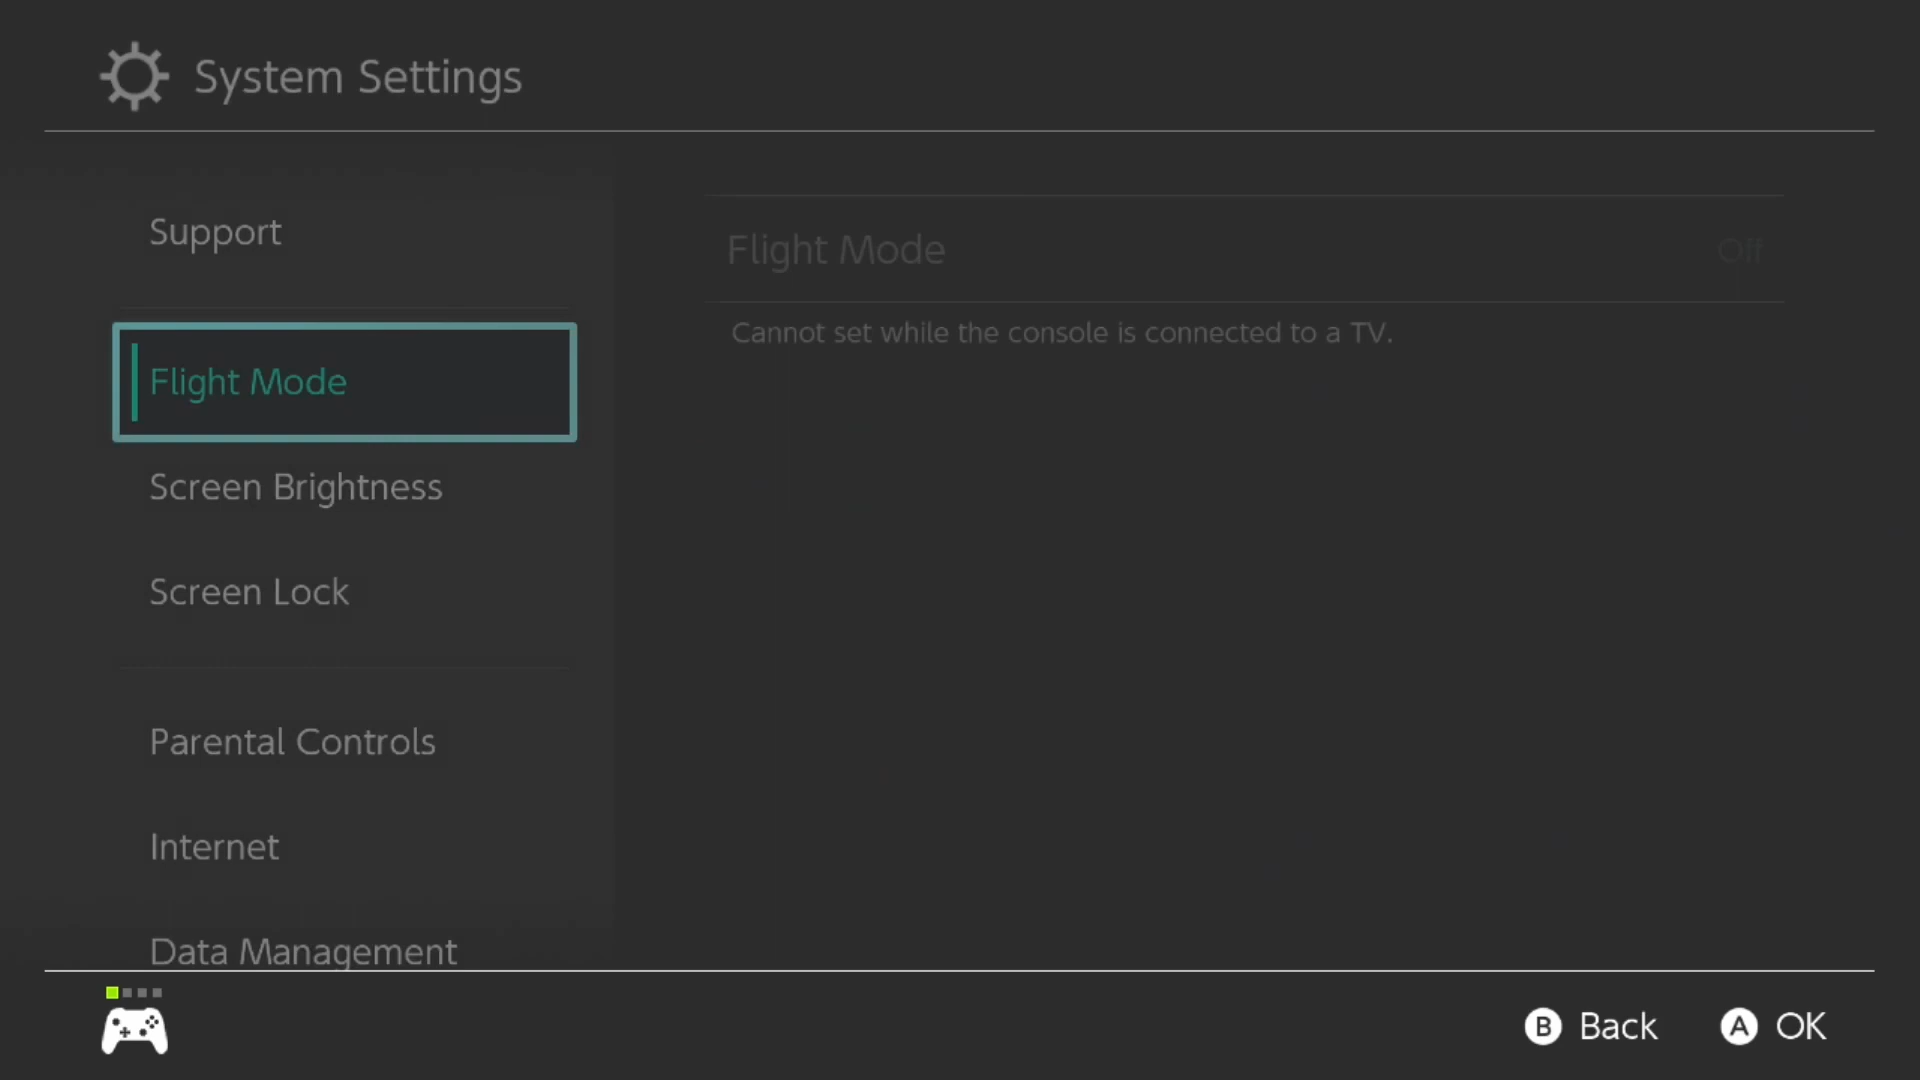 System Settings
Support
Flight Mode
Screen Brightness
Screen Lock
Parental Controls
Internet
Data Management
Flight Mode Off
Cannot set while the console is connected to a TV.
B Back A OK